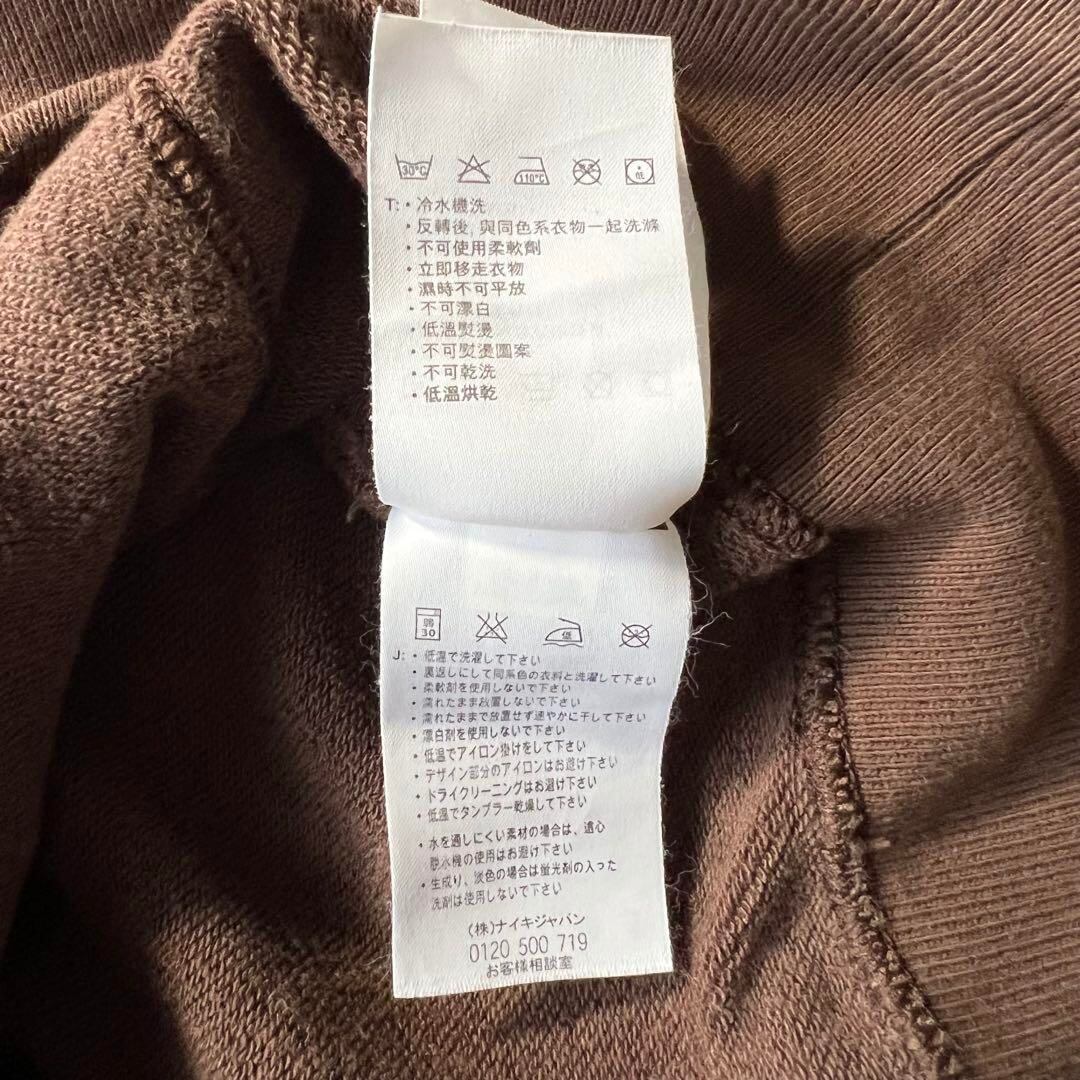 30°C 110°C 低
T: ・冷水機洗
・反轉後, 與同色系衣物一起洗滌
・不可使用柔軟劑
・立即移走衣物
・濕時不可平放
・不可漂白
・低溫熨燙
・不可熨燙圖案
・不可乾洗
・低溫烘乾
弱 低
30
J: ・低温で洗濯して下さい
・裏返しにして同系色の衣料と洗濯して下さい
・柔軟剤を使用しないで下さい
・濡れたまま放置しないで下さい
・濡れたままで放置せず速やかに干して下さい
・漂白剤を使用しないで下さい
・低温でアイロン掛けをして下さい
・デザイン部分のアイロンはお避け下さい
・ドライクリーニングはお避け下さい
・低温でタンブラー乾燥して下さい
・水を通しにくい素材の場合は、遠心
脱水機の使用はお避け下さい
・生成り、淡色の場合は蛍光剤の入った
洗剤は使用しないで下さい
(株)ナイキジャパン
0120 500 719
お客様相談室